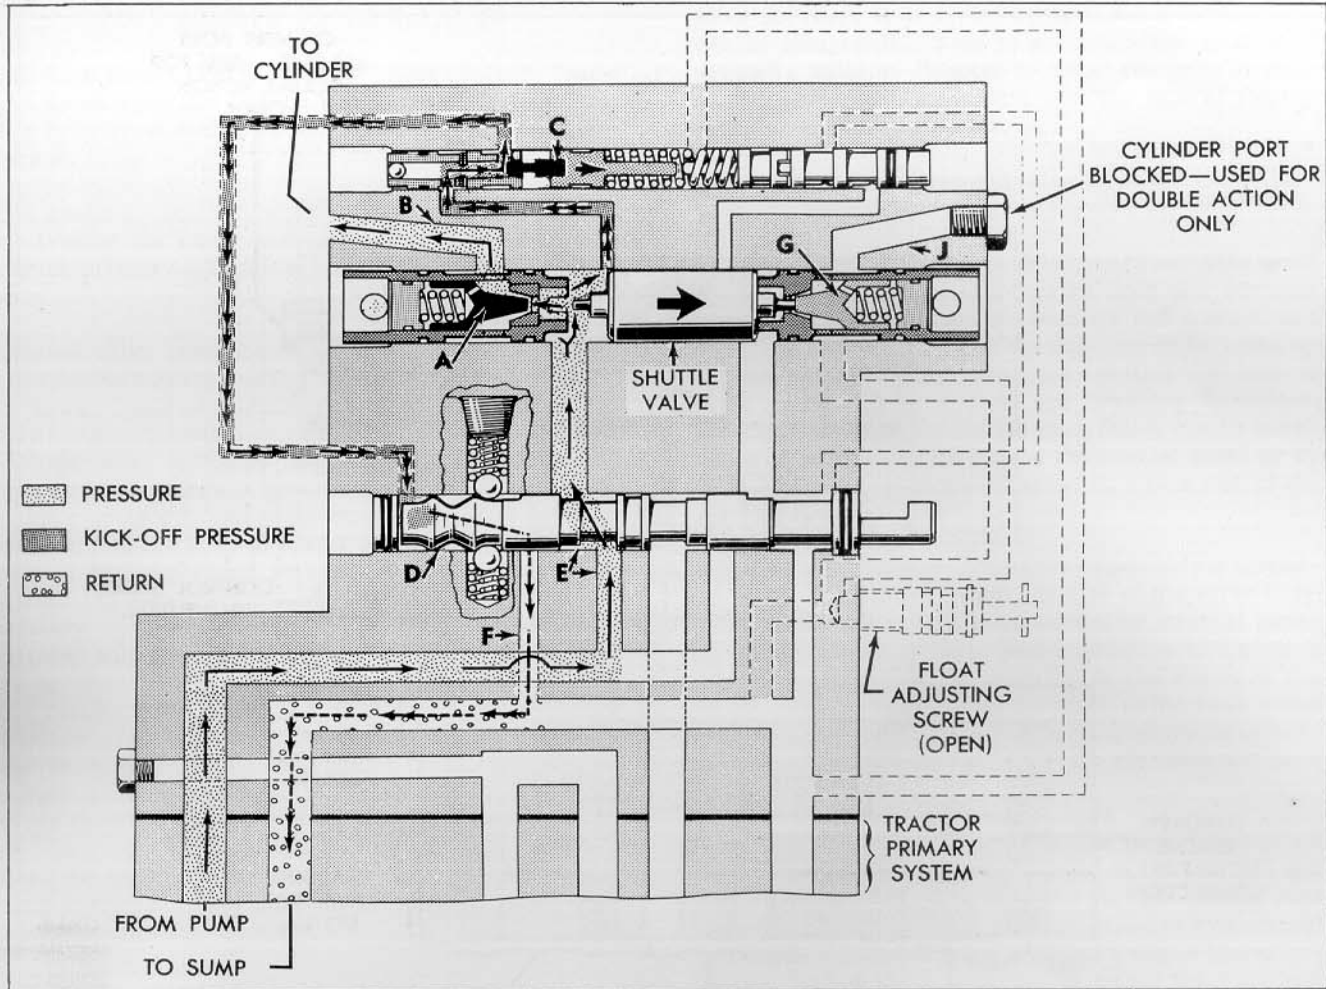 TO
CYLINDER
C
B
CYLINDER PORT
BLOCKED—USED FOR
DOUBLE ACTION
ONLY
G
J
A
SHUTTLE
VALVE
PRESSURE
KICK-OFF PRESSURE
RETURN
D
E
F
FLOAT
ADJUSTING
SCREW
(OPEN)
TRACTOR
PRIMARY
SYSTEM
FROM PUMP
TO SUMP